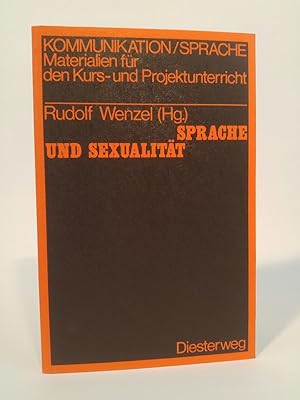 KOMMUNIKATION/SPRACHE
Materialien für
den Kurs- und Projektunterricht
Rudolf Wenzel (Hg.)
SPRACHE
UND SEXUALITÄT
Diesterweg